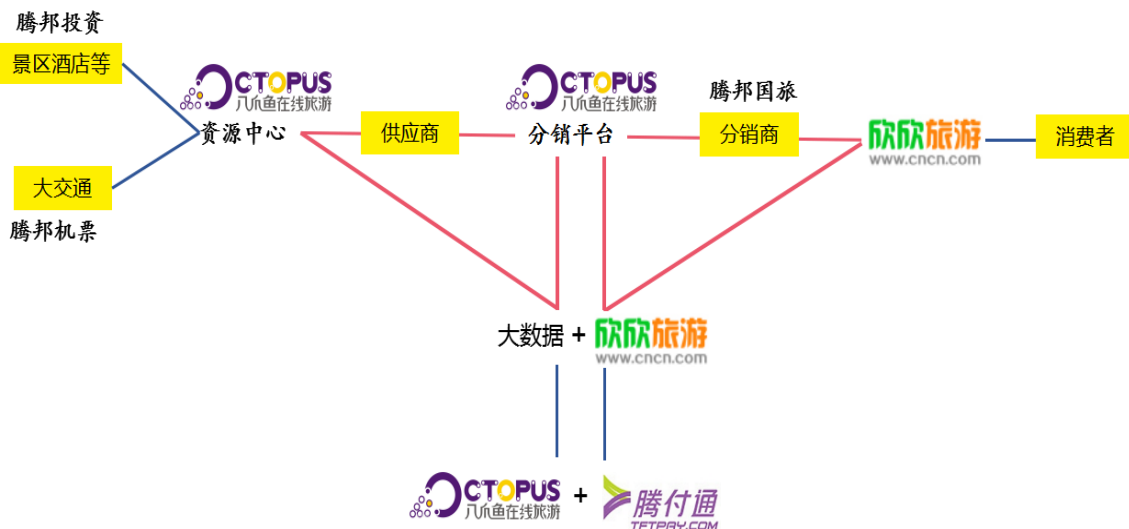 腾邦投资
景区酒店等
大交通
腾邦机票
OCTOPUS
八爪鱼在线旅游
资源中心
供应商
OCTOPUS
八爪鱼在线旅游
分销平台
腾邦国旅
分销商
欣欣旅游
www.cncn.com
消费者
大数据 + 欣欣旅游
www.cncn.com
OCTOPUS
八爪鱼在线旅游
+
腾付通
TFTPAY.COM